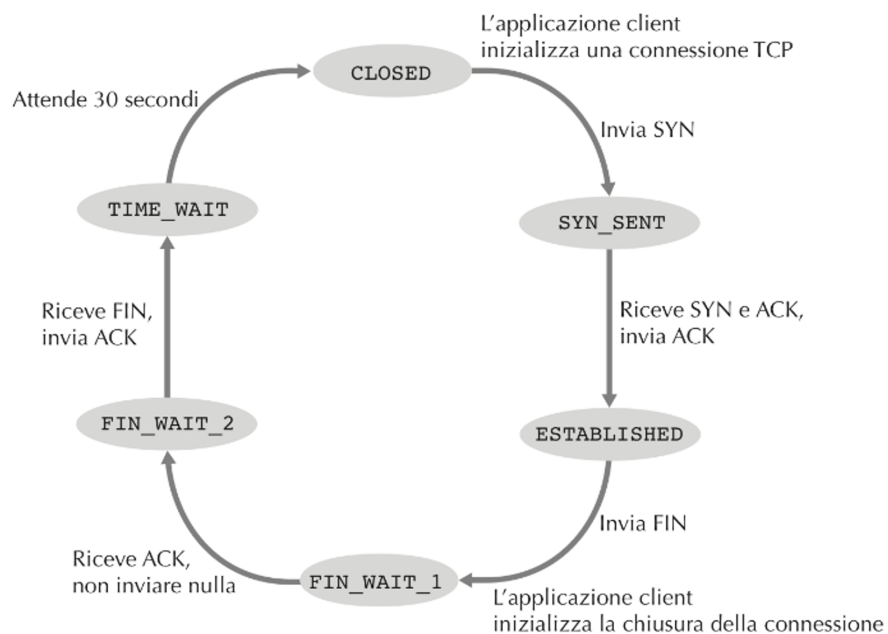 L’applicazione client
inizializza una connessione TCP
CLOSED
Attende 30 secondi
Invia SYN
TIME_WAIT
SYN_SENT
Riceve FIN,
invia ACK
Riceve SYN e ACK,
invia ACK
FIN_WAIT_2
ESTABLISHED
Invia FIN
Riceve ACK,
non inviare nulla
FIN_WAIT_1
L’applicazione client
inizializza la chiusura della connessione